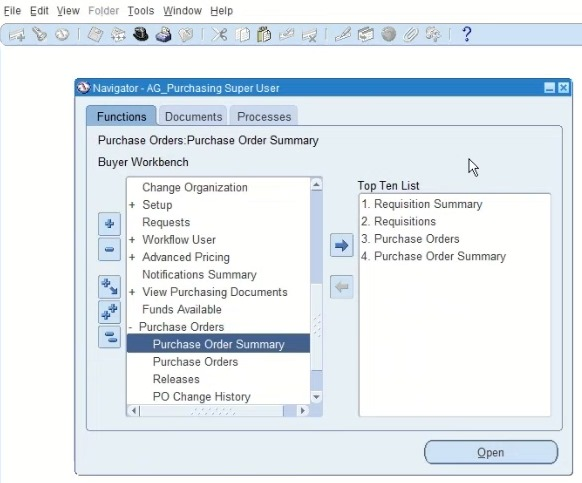 File Edit View Folder Tools Window Help
?
Navigator - AG_Purchasing Super User
Functions Documents Processes
Purchase Orders:Purchase Order Summary
Buyer Workbench
Change Organization
+ Setup
Requests
+ Workflow User
+ Advanced Pricing
Notifications Summary
+ View Purchasing Documents
Funds Available
- Purchase Orders
Purchase Order Summary
Purchase Orders
Releases
PO Change History
Top Ten List
1. Requisition Summary
2. Requisitions
3. Purchase Orders
4. Purchase Order Summary
Open